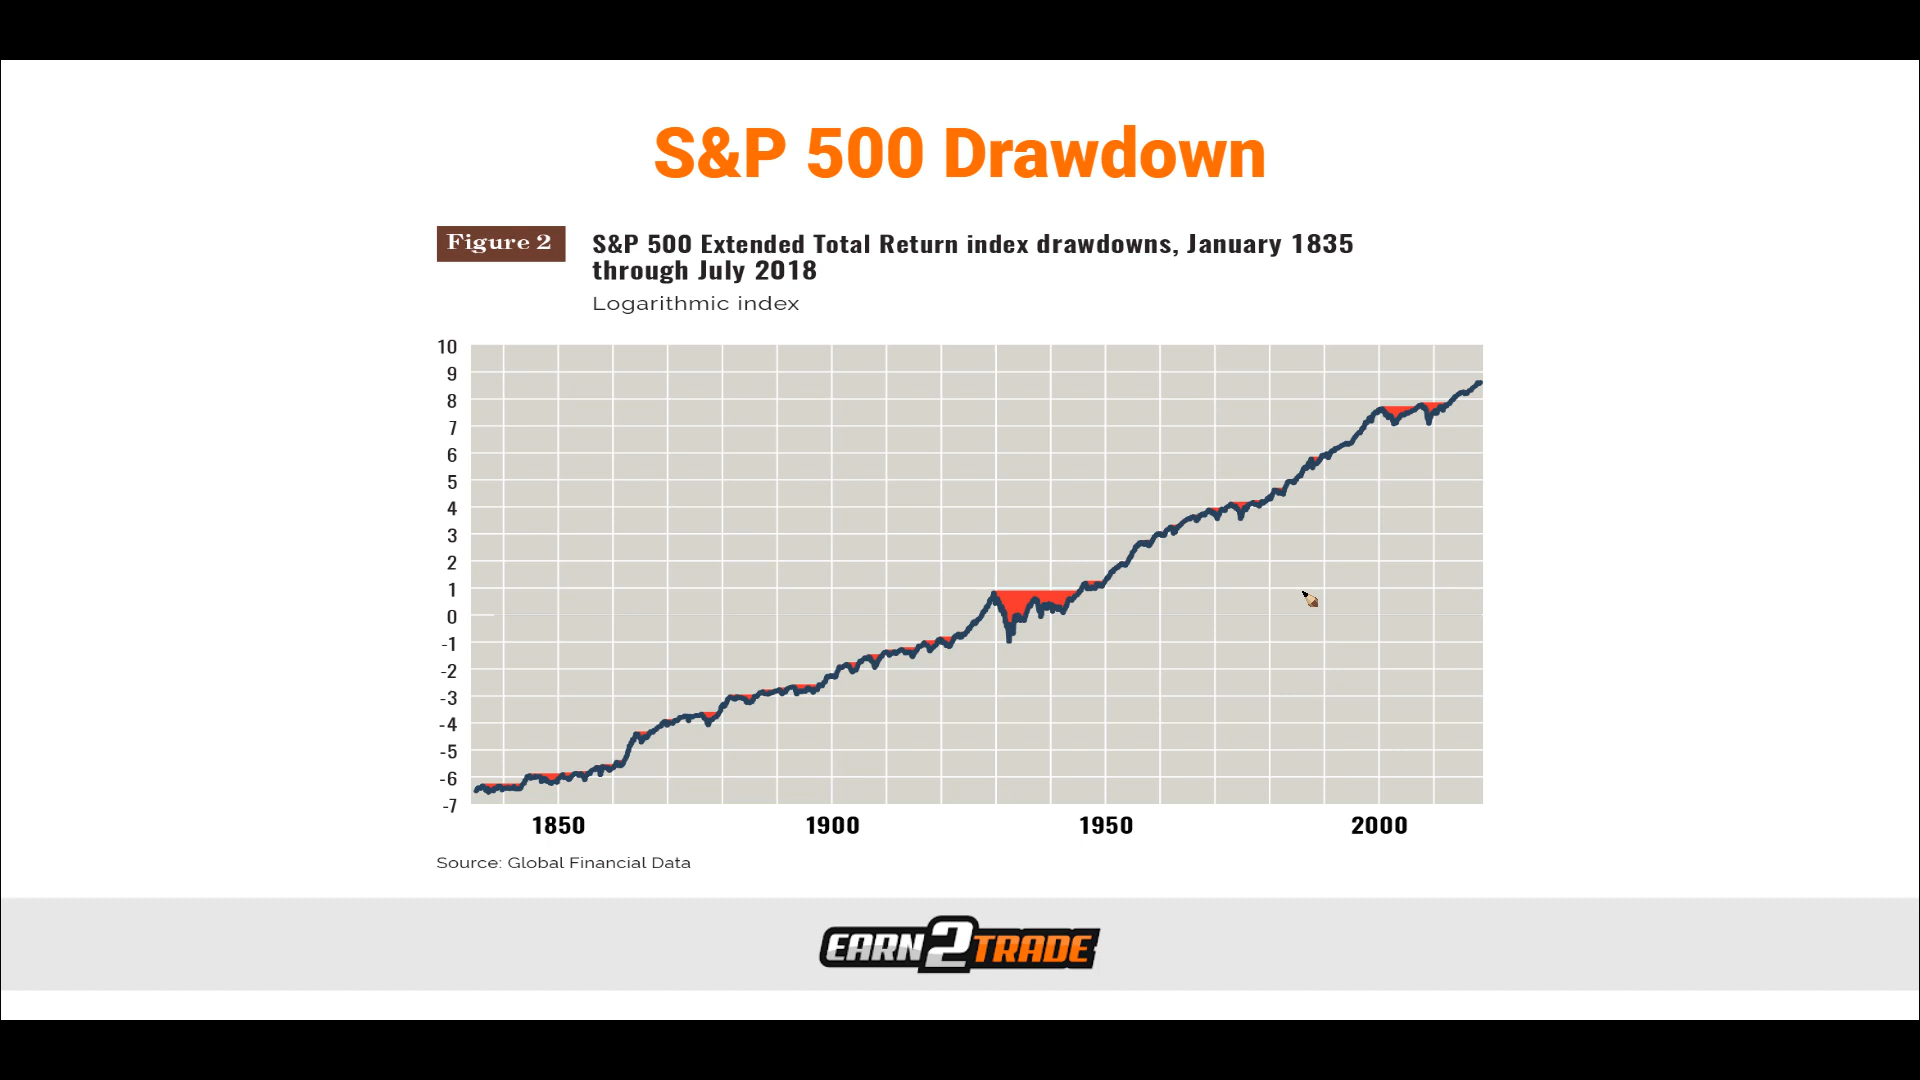 S&P 500 Drawdown
Figure 2
S&P 500 Extended Total Return index drawdowns, January 1835
through July 2018
Logarithmic index
10
9
8
7
6
5
4
3
2
1
0
-1
-2
-3
-4
-5
-6
-7
1850 1900 1950 2000
Source: Global Financial Data
EARN2TRADE